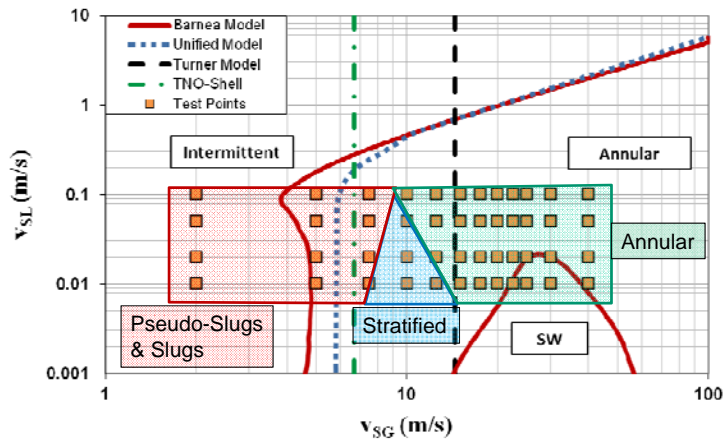 10
1
0.1
0.01
0.001
v_SL (m/s)
Barnea Model
Unified Model
Turner Model
TNO-Shell
Test Points
Intermittent
Annular
Annular
Pseudo-Slugs
& Slugs
Stratified
SW
1
10
100
v_SG (m/s)